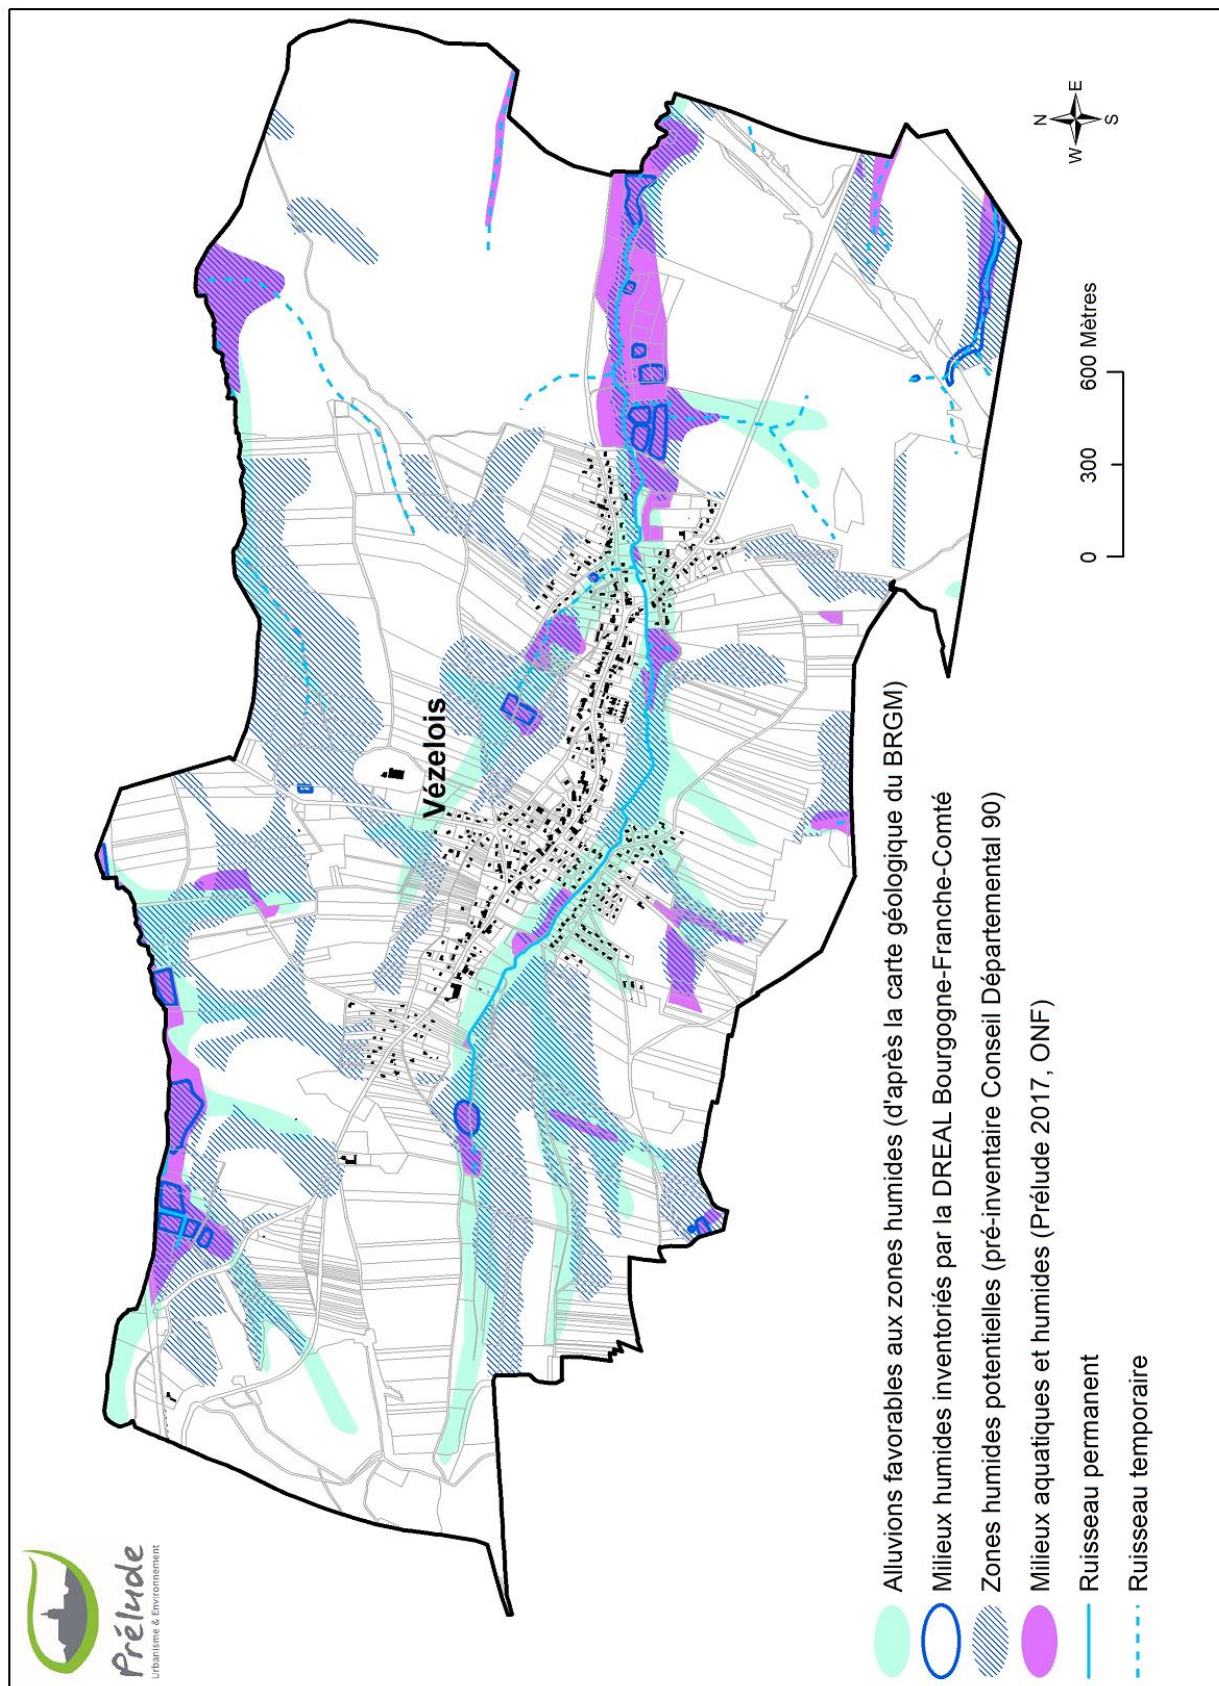 Prélude
Urbanisme & Environnement
Vézelois
N
W E
S
0 300 600 Mètres
Alluvions favorables aux zones humides (d'après la carte géologique du BRGM)
Milieux humides inventoriés par la DREAL Bourgogne-Franche-Comté
Zones humides potentielles (pré-inventaire Conseil Départemental 90)
Milieux aquatiques et humides (Prélude 2017, ONF)
Ruisseau permanent
Ruisseau temporaire